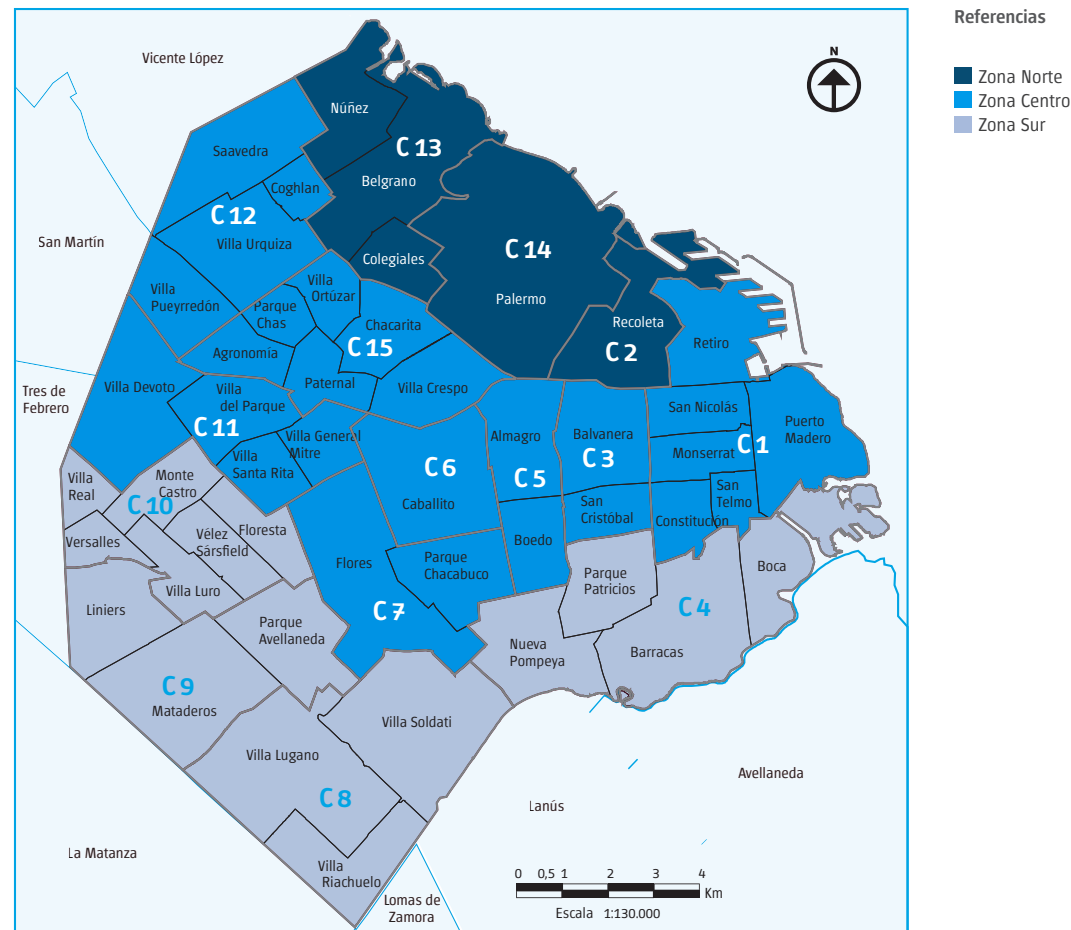 Referencias
Zona Norte
Zona Centro
Zona Sur
N
Vicente López
Núñez
C 13
Saavedra
Belgrano
Coghlan
C 12
Villa Urquiza
San Martín
Colegiales
C 14
Villa
Ortúzar
Villa
Pueyrredón
Palermo
Parque
Chas
Chacarita
Recoleta
C 15
C 2
Retiro
Agronomía
Tres de
Febrero
Villa Devoto
Villa
del Parque
Paternal
Villa Crespo
C 11
San Nicolás
Puerto
Madero
Almagro
Balvanera
Villa General
Mitre
Monserrat
C 1
Villa
Santa Rita
C 6
C 5
C 3
Villa
Real
Monte
Castro
C 10
San
Telmo
Caballito
San
Cristóbal
Constitución
Versalles
Vélez
Sársfield
Floresta
Boedo
Flores
Parque
Chacabuco
Boca
Parque
Patricios
Villa Luro
Liniers
C 7
C 4
Parque
Avellaneda
Nueva
Pompeya
Barracas
C 9
Mataderos
Villa Soldati
Villa Lugano
Avellaneda
C 8
Lanús
La Matanza
Villa
Riachuelo
Lomas de
Zamora
0 0,5 1 2 3 4
Km
Escala 1:130.000